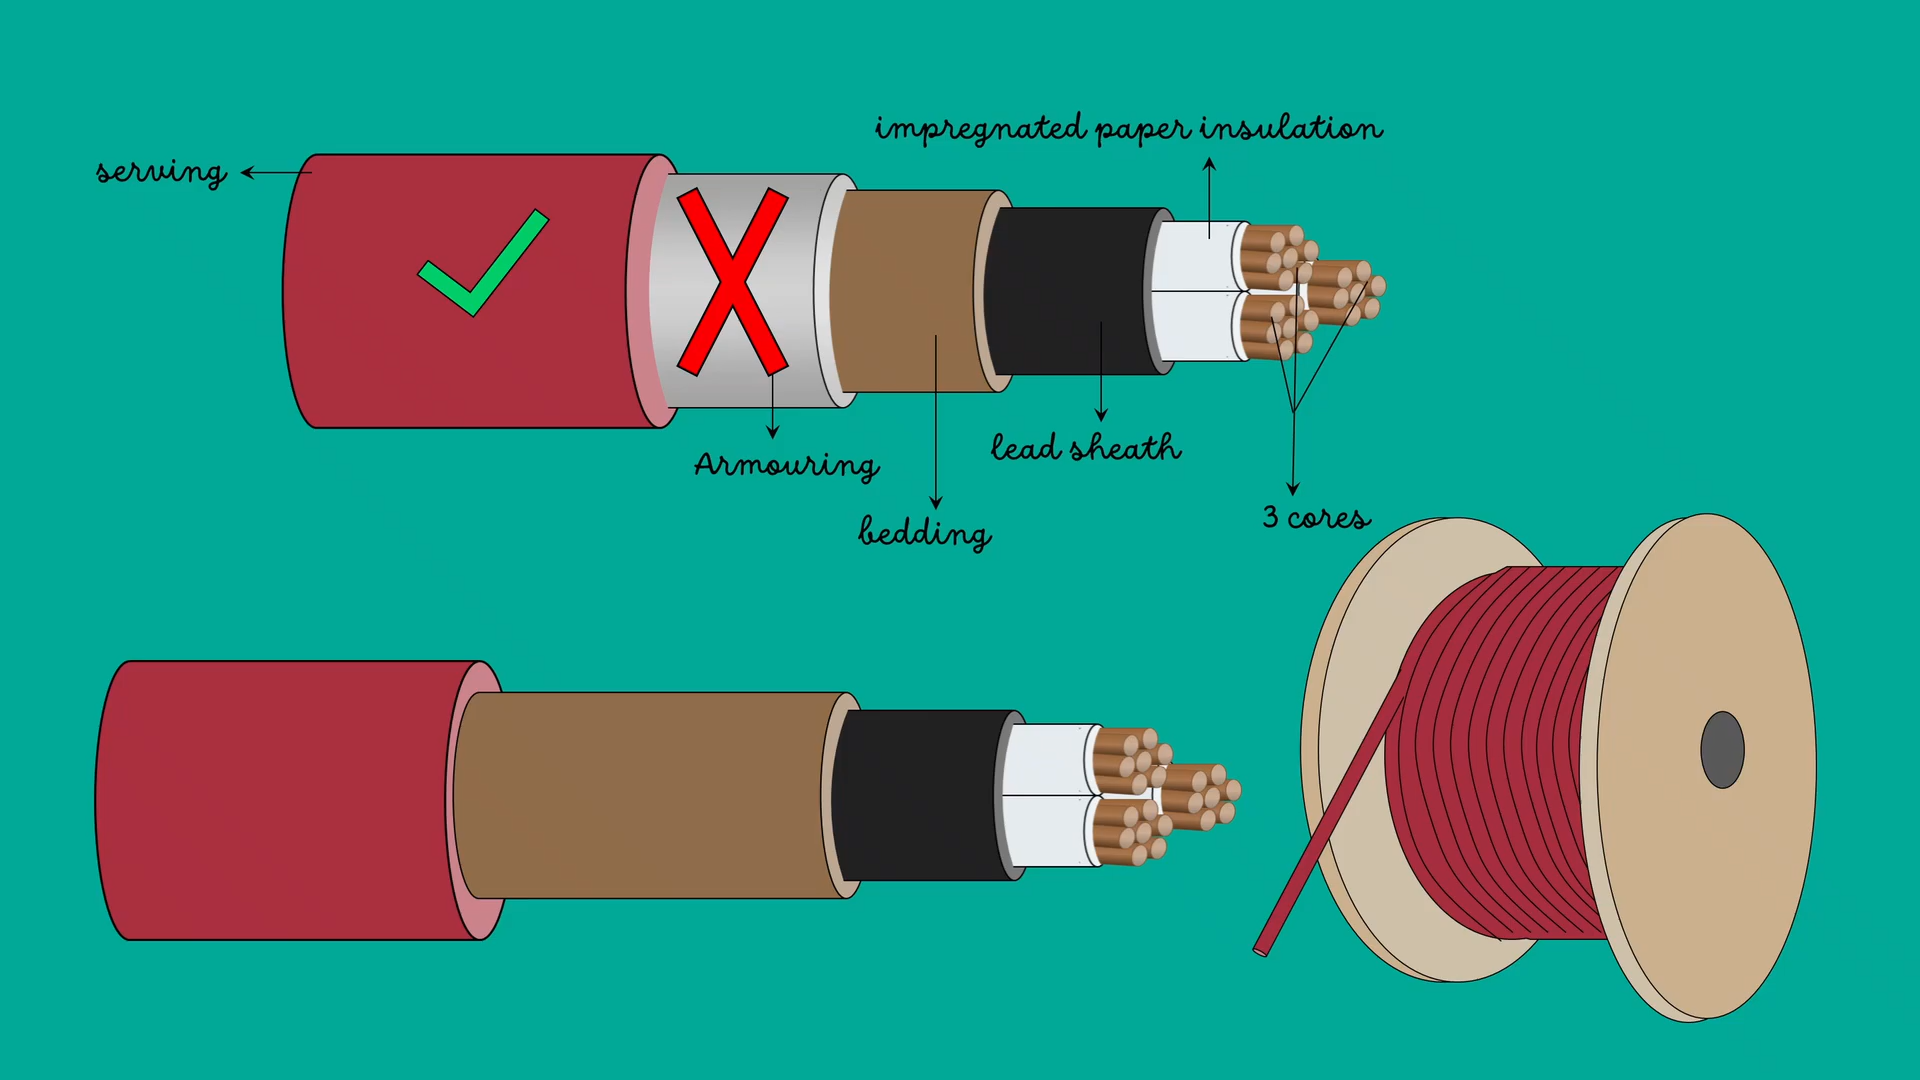 impregnated paper insulation
serving
Armouring
lead sheath
bedding
3 cores